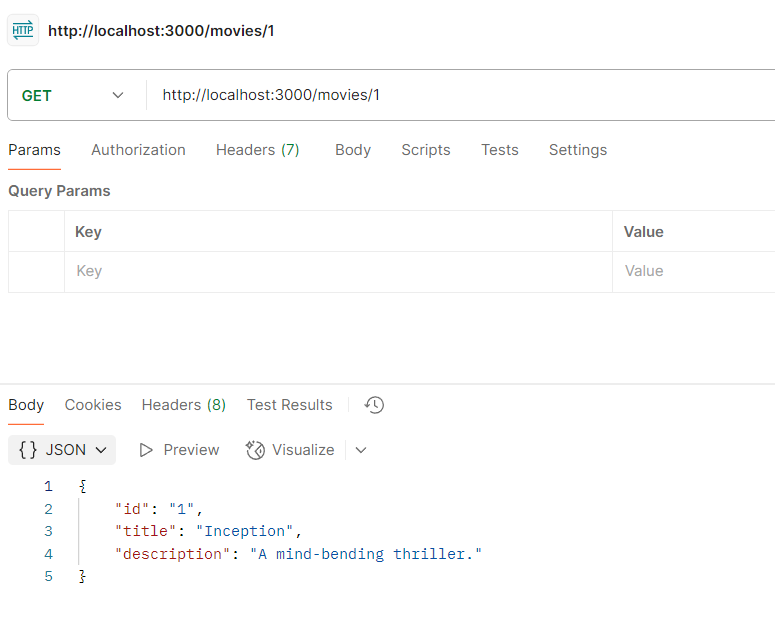 HTTP http://localhost:3000/movies/1
GET http://localhost:3000/movies/1
Params Authorization Headers (7) Body Scripts Tests Settings
Query Params
Key Value
Key Value
Body Cookies Headers (8) Test Results
{} JSON Preview Visualize
1 {
2 "id": "1",
3 "title": "Inception",
4 "description": "A mind-bending thriller."
5 }